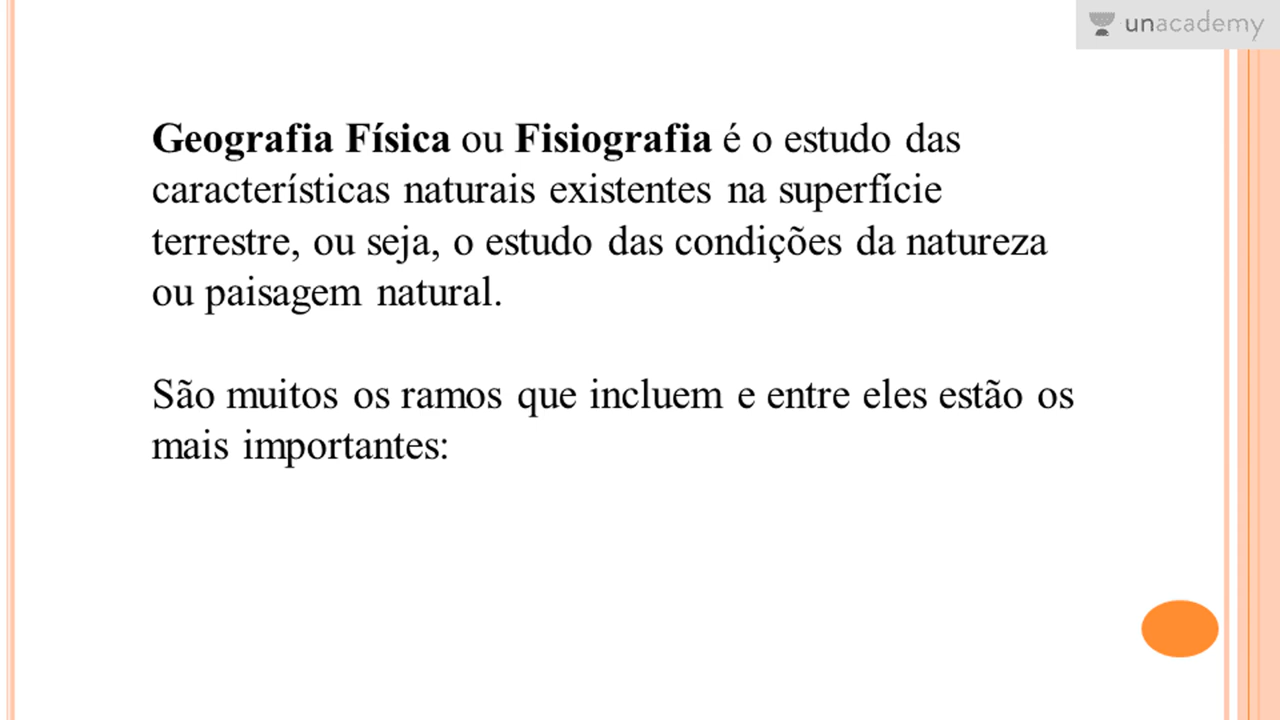 unacademy
Geografia Física ou Fisiografia é o estudo das
características naturais existentes na superfície
terrestre, ou seja, o estudo das condições da natureza
ou paisagem natural.
São muitos os ramos que incluem e entre eles estão os
mais importantes: